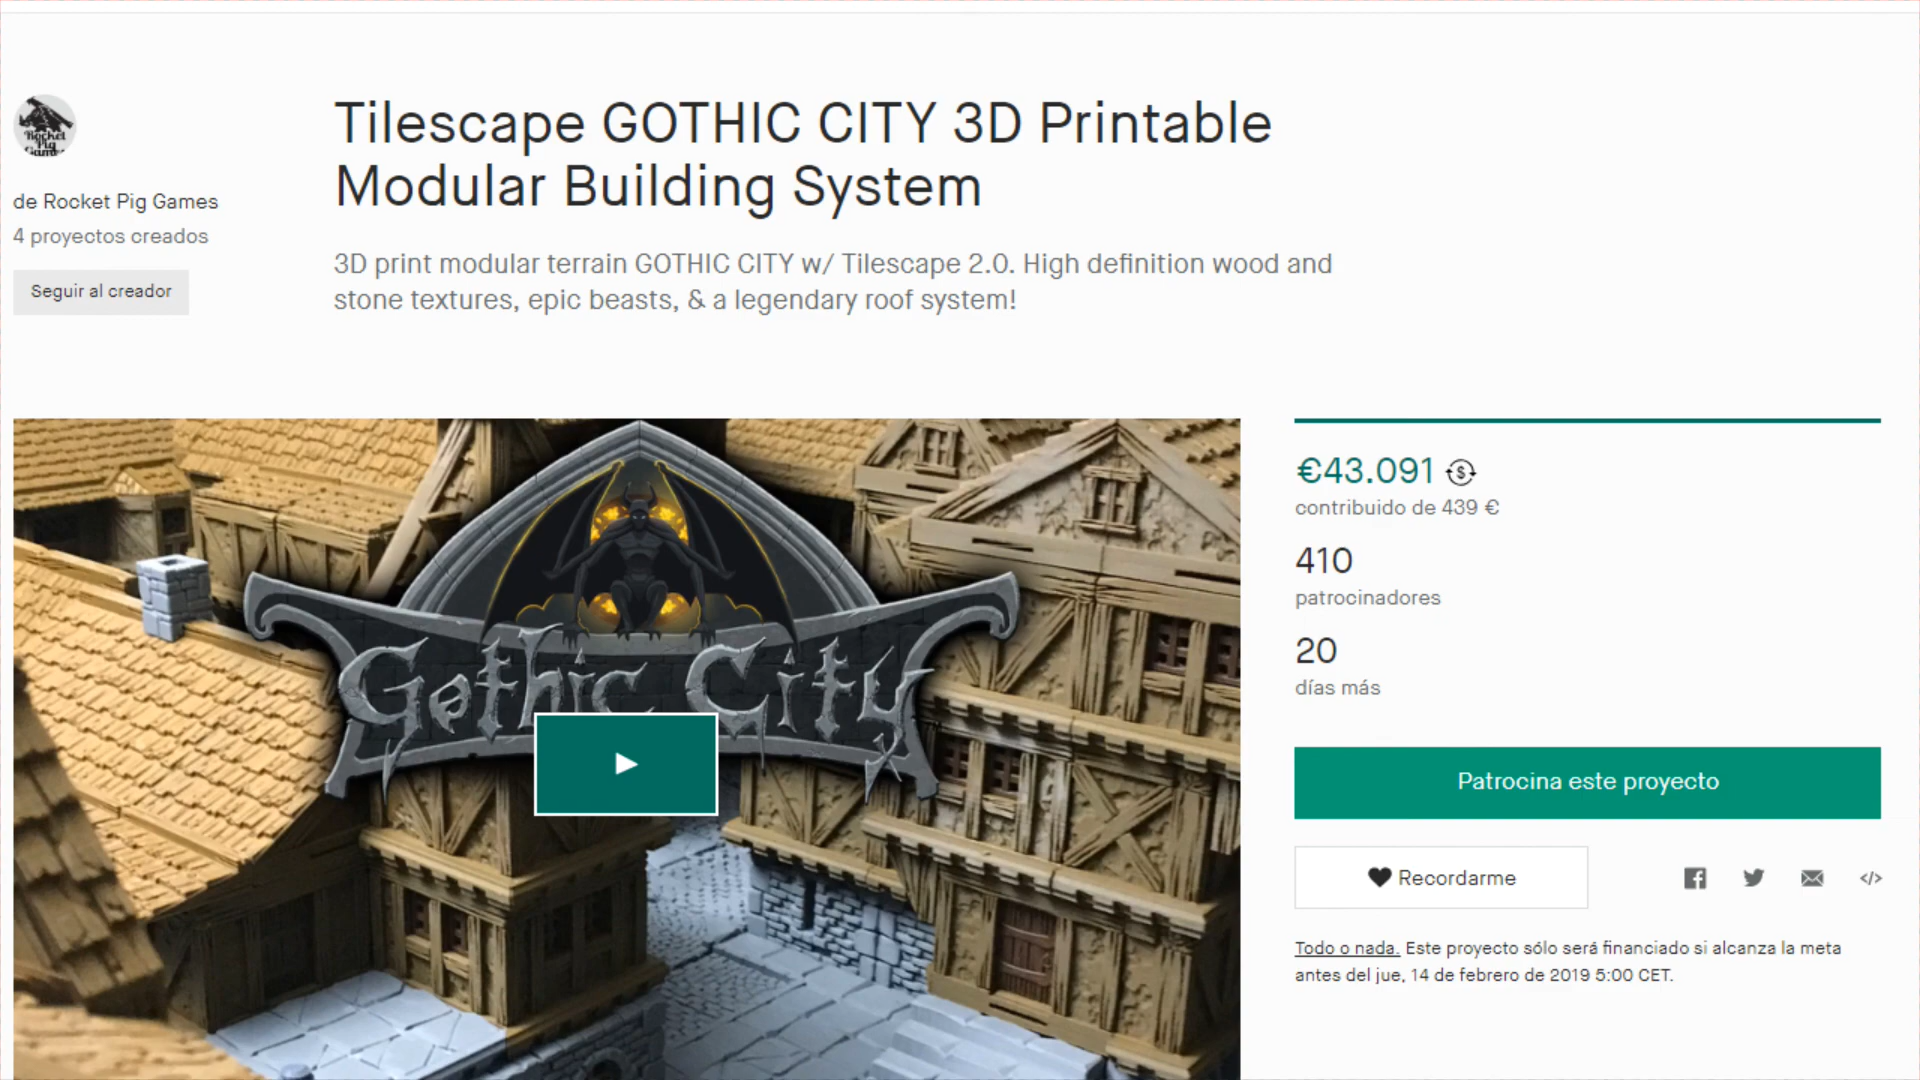 Tilescape GOTHIC CITY 3D Printable
Modular Building System
Rocket
Pig
Games
de Rocket Pig Games
4 proyectos creados
Seguir al creador
3D print modular terrain GOTHIC CITY w/ Tilescape 2.0. High definition wood and
stone textures, epic beasts, & a legendary roof system!
Gothic City
€43.091
contribuido de 439 €
410
patrocinadores
20
días más
Patrocina este proyecto
Recordarme
Todo o nada. Este proyecto sólo será financiado si alcanza la meta
antes del jue, 14 de febrero de 2019 5:00 CET.